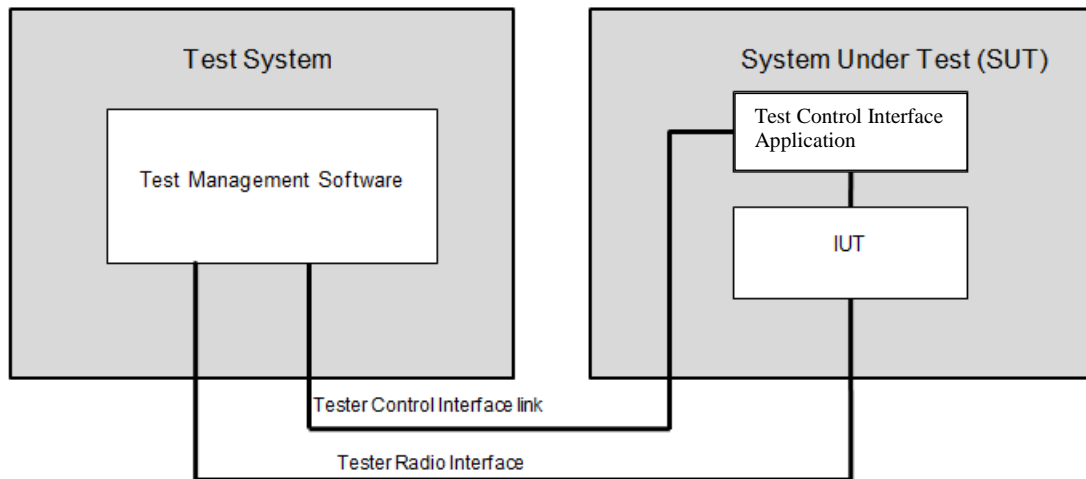 Test System
Test Management Software
System Under Test (SUT)
Test Control Interface
Application
IUT
Tester Control Interface link
Tester Radio Interface